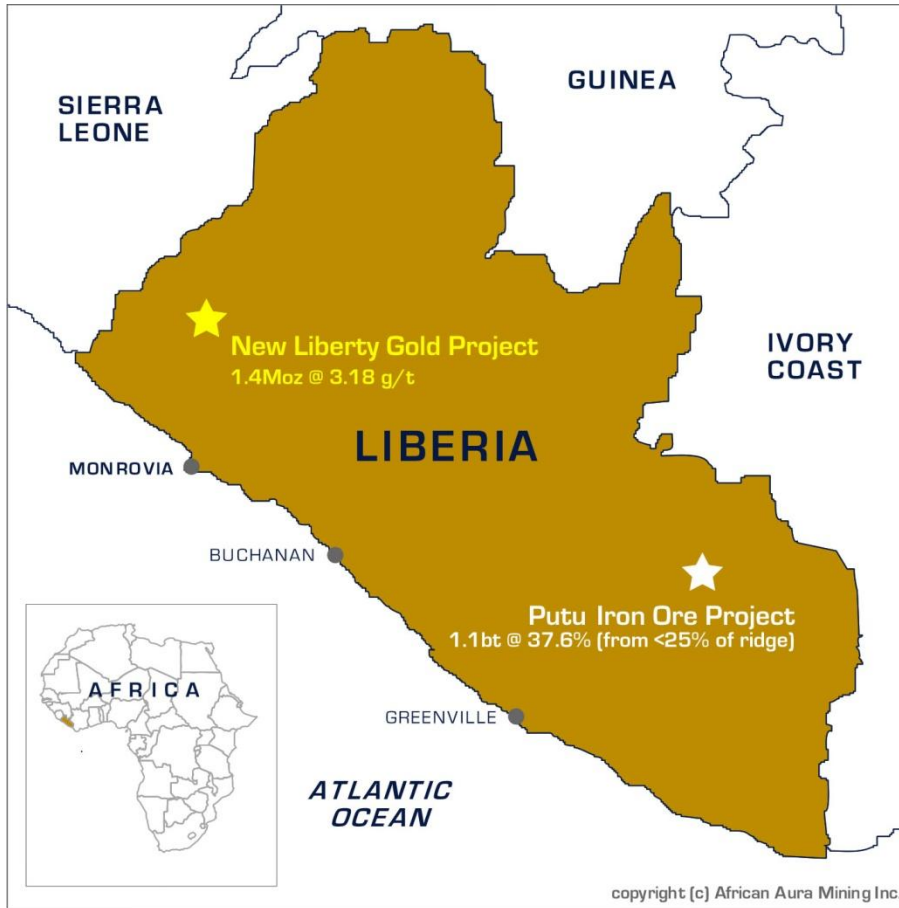 GUINEA
SIERRA
LEONE
New Liberty Gold Project
1.4Moz @ 3.18 g/t
IVORY
COAST
LIBERIA
MONROVIA
BUCHANAN
Putu Iron Ore Project
1.1bt @ 37.6% (from <25% of ridge)
AFRICA
GREENVILLE
ATLANTIC
OCEAN
copyright (c) African Aura Mining Inc.